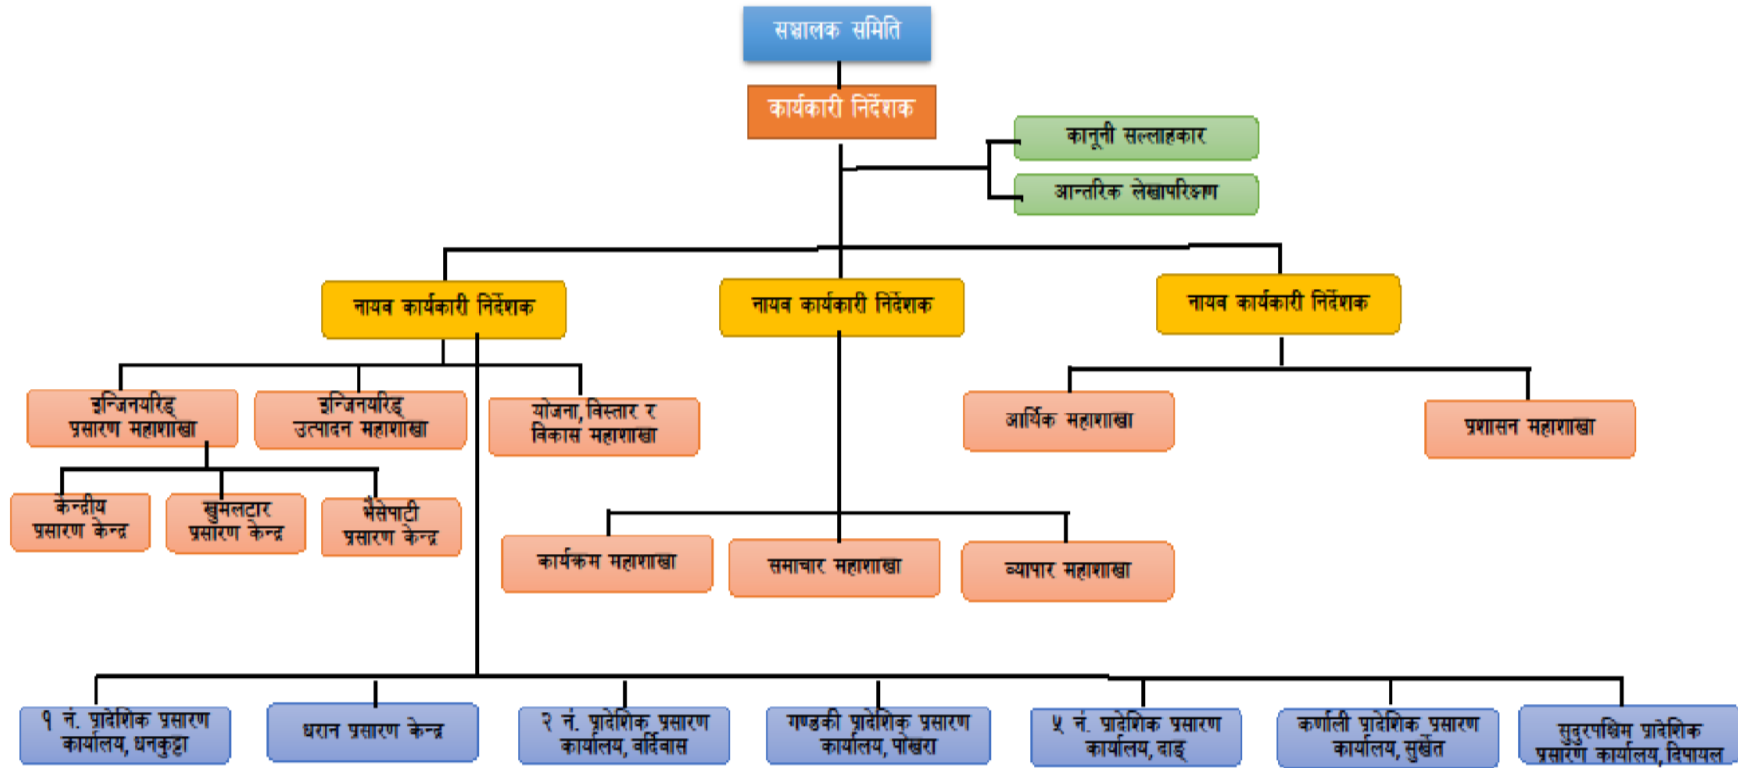 सञ्चालक समिति
कार्यकारी निर्देशक
कानूनी सल्लाहकार
आन्तरिक लेखापरिक्षण
नायव कार्यकारी निर्देशक
नायव कार्यकारी निर्देशक
नायव कार्यकारी निर्देशक
इन्जिनयरिङ्
प्रसारण महाशाखा
इन्जिनयरिङ्
उत्पादन महाशाखा
योजना, विस्तार र
विकास महाशाखा
आर्थिक महाशाखा
प्रशासन महाशाखा
केन्द्रीय
प्रसारण केन्द्र
खुमलटार
प्रसारण केन्द्र
भैंसेपाटी
प्रसारण केन्द्र
कार्यक्रम महाशाखा
समाचार महाशाखा
व्यापार महाशाखा
१ नं. प्रादेशिक प्रसारण
कार्यालय, धनकुट्टा
धरान प्रसारण केन्द्र
२ नं. प्रादेशिक प्रसारण
कार्यालय, वर्दिवास
गण्डकी प्रादेशिक प्रसारण
कार्यालय, पोखरा
५ नं. प्रादेशिक प्रसारण
कार्यालय, दाङ्
कर्णाली प्रादेशिक प्रसारण
कार्यालय, सुर्खेत
सुदुरपश्चिम प्रादेशिक
प्रसारण कार्यालय, दिपायल